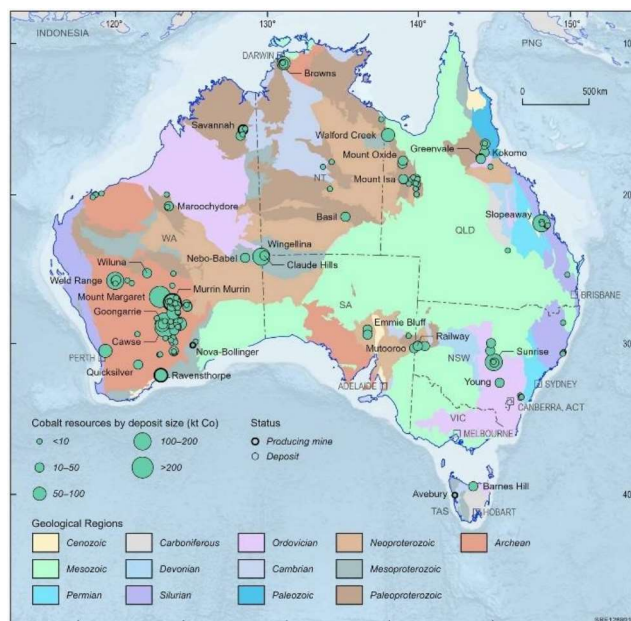 120°
130°
140°
150°
INDONESIA
PNG
DARWIN
Browns
0 500 km
Savannah
Walford Creek
Greenvale
Kokomo
Mount Oxide
NT
Mount Isa
20
Maroochydore
Basil
Slopeaway
QLD
WA
Wingellina
Nebo-Babel
Claude Hills
Wiluna
Weld Range
BRISBANE
Mount Margaret
Murrin Murrin
SA
Goongarrie
Emmie Bluff
Railway
Cawse
Mutooroo
30
Sunrise
PERTH
Nova-Bollinger
NSW
Quicksilver
Young
Ravensthorpe
ADELAIDE
SYDNEY
CANBERRA, ACT
VIC
MELBOURNE
Cobalt resources by deposit size (kt Co)
<10
10–50
50–100
100–200
>200
Status
Producing mine
Deposit
Barnes Hill
Avebury
40
TAS
HOBART
Geological Regions
Cenozoic
Carboniferous
Ordovician
Neoproterozoic
Archean
Mesozoic
Devonian
Cambrian
Mesoproterozoic
Permian
Silurian
Paleozoic
Paleoproterozoic